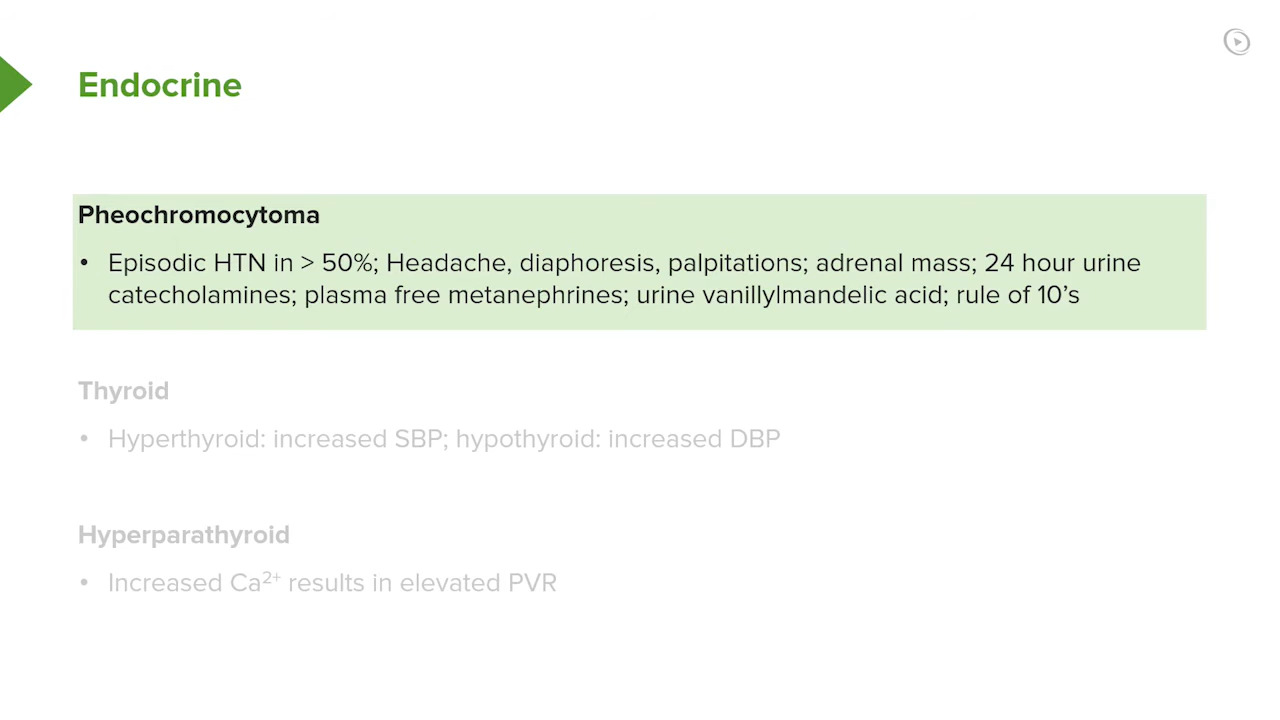 Endocrine
Pheochromocytoma
• Episodic HTN in > 50%; Headache, diaphoresis, palpitations; adrenal mass; 24 hour urine
catecholamines; plasma free metanephrines; urine vanillylmandelic acid; rule of 10’s
Thyroid
• Hyperthyroid: increased SBP; hypothyroid: increased DBP
Hyperparathyroid
• Increased Ca²⁺ results in elevated PVR